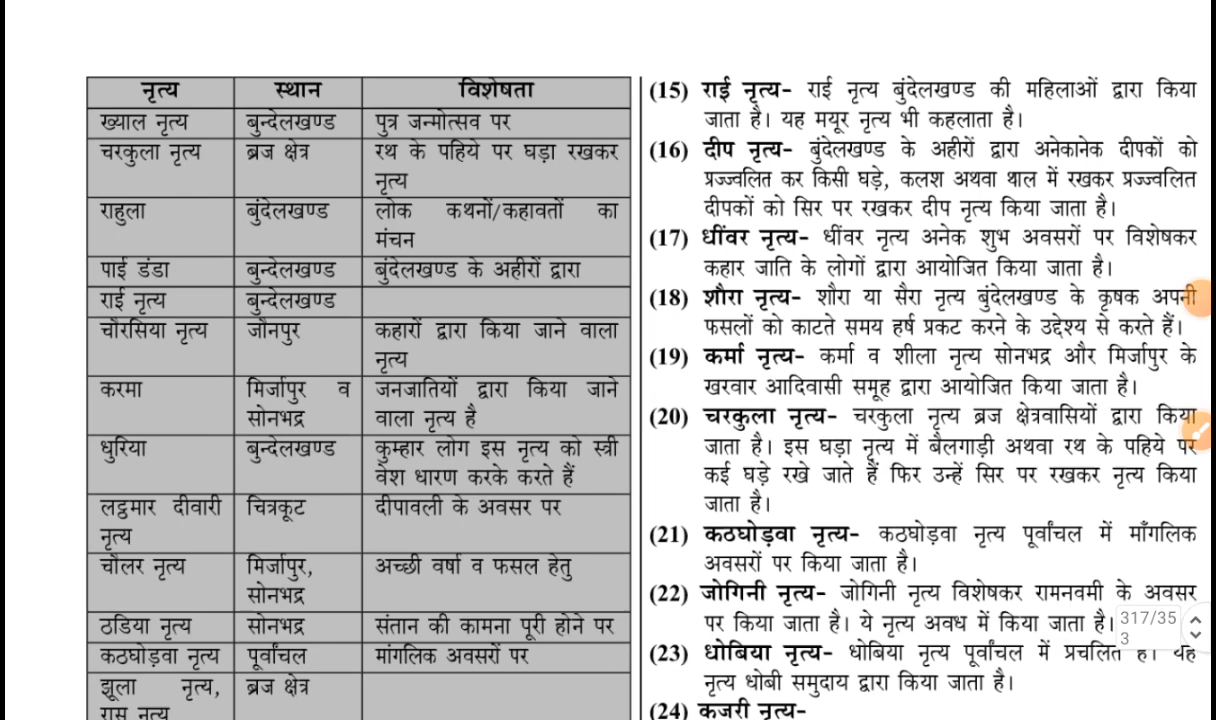 नृत्य स्थान विशेषता
ख्याल नृत्य बुन्देलखण्ड पुत्र जन्मोत्सव पर
चरकुला नृत्य ब्रज क्षेत्र रथ के पहिये पर घड़ा रखकर
नृत्य
राहुला बुंदेलखण्ड लोक कथनों/कहावतों का
मंचन
पाई डंडा बुन्देलखण्ड बुंदेलखण्ड के अहीरों द्वारा
राई नृत्य बुन्देलखण्ड
चौरसिया नृत्य जौनपुर कहारों द्वारा किया जाने वाला
नृत्य
करमा मिर्जापुर व जनजातियों द्वारा किया जाने
सोनभद्र वाला नृत्य है
धुरिया बुन्देलखण्ड कुम्हार लोग इस नृत्य को स्त्री
वेश धारण करके करते हैं
लट्ठमार दीवारी चित्रकूट दीपावली के अवसर पर
नृत्य
चौलर नृत्य मिर्जापुर, अच्छी वर्षा व फसल हेतु
सोनभद्र
ठडिया नृत्य सोनभद्र संतान की कामना पूरी होने पर
कठघोड़वा नृत्य पूर्वांचल मांगलिक अवसरों पर
झूला नृत्य, ब्रज क्षेत्र
रास नृत्य
(15) राई नृत्य- राई नृत्य बुंदेलखण्ड की महिलाओं द्वारा किया
जाता है। यह मयूर नृत्य भी कहलाता है।
(16) दीप नृत्य- बुंदेलखण्ड के अहीरों द्वारा अनेकानेक दीपकों को
प्रज्ज्वलित कर किसी घड़े, कलश अथवा थाल में रखकर प्रज्ज्वलित
दीपकों को सिर पर रखकर दीप नृत्य किया जाता है।
(17) धींवर नृत्य- धींवर नृत्य अनेक शुभ अवसरों पर विशेषकर
कहार जाति के लोगों द्वारा आयोजित किया जाता है।
(18) शौरा नृत्य- शौरा या सैरा नृत्य बुंदेलखण्ड के कृषक अपनी
फसलों को काटते समय हर्ष प्रकट करने के उद्देश्य से करते हैं।
(19) कर्मा नृत्य- कर्मा व शीला नृत्य सोनभद्र और मिर्जापुर के
खरवार आदिवासी समूह द्वारा आयोजित किया जाता है।
(20) चरकुला नृत्य- चरकुला नृत्य ब्रज क्षेत्रवासियों द्वारा किया
जाता है। इस घड़ा नृत्य में बैलगाड़ी अथवा रथ के पहिये पर
कई घड़े रखे जाते हैं फिर उन्हें सिर पर रखकर नृत्य किया
जाता है।
(21) कठघोड़वा नृत्य- कठघोड़वा नृत्य पूर्वांचल में माँगलिक
अवसरों पर किया जाता है।
(22) जोगिनी नृत्य- जोगिनी नृत्य विशेषकर रामनवमी के अवसर
पर किया जाता है। ये नृत्य अवध में किया जाता है।
317/35
3
(23) धोबिया नृत्य- धोबिया नृत्य पूर्वांचल में प्रचलित है। यह
नृत्य धोबी समुदाय द्वारा किया जाता है।
(24) कजरी नृत्य-